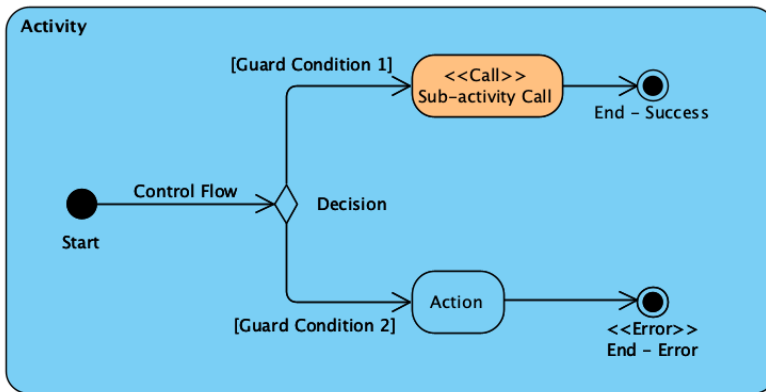 Activity
[Guard Condition 1]
<<Call>>
Sub-activity Call
End - Success
Control Flow
Start
Decision
[Guard Condition 2]
Action
<<Error>>
End - Error